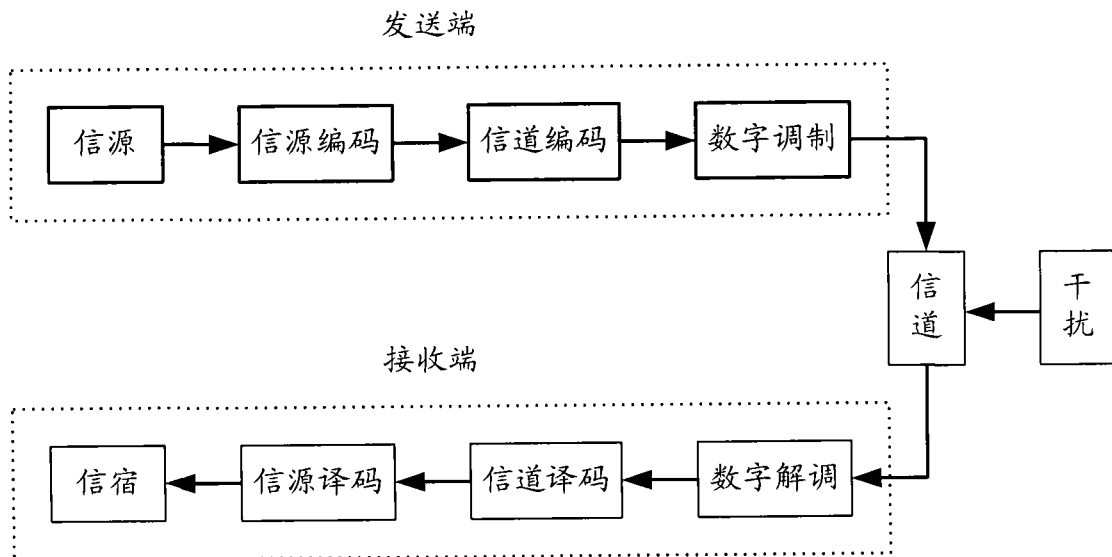 发送端
信源
信源编码
信道编码
数字调制
信道
干扰
接收端
信宿
信源译码
信道译码
数字解调